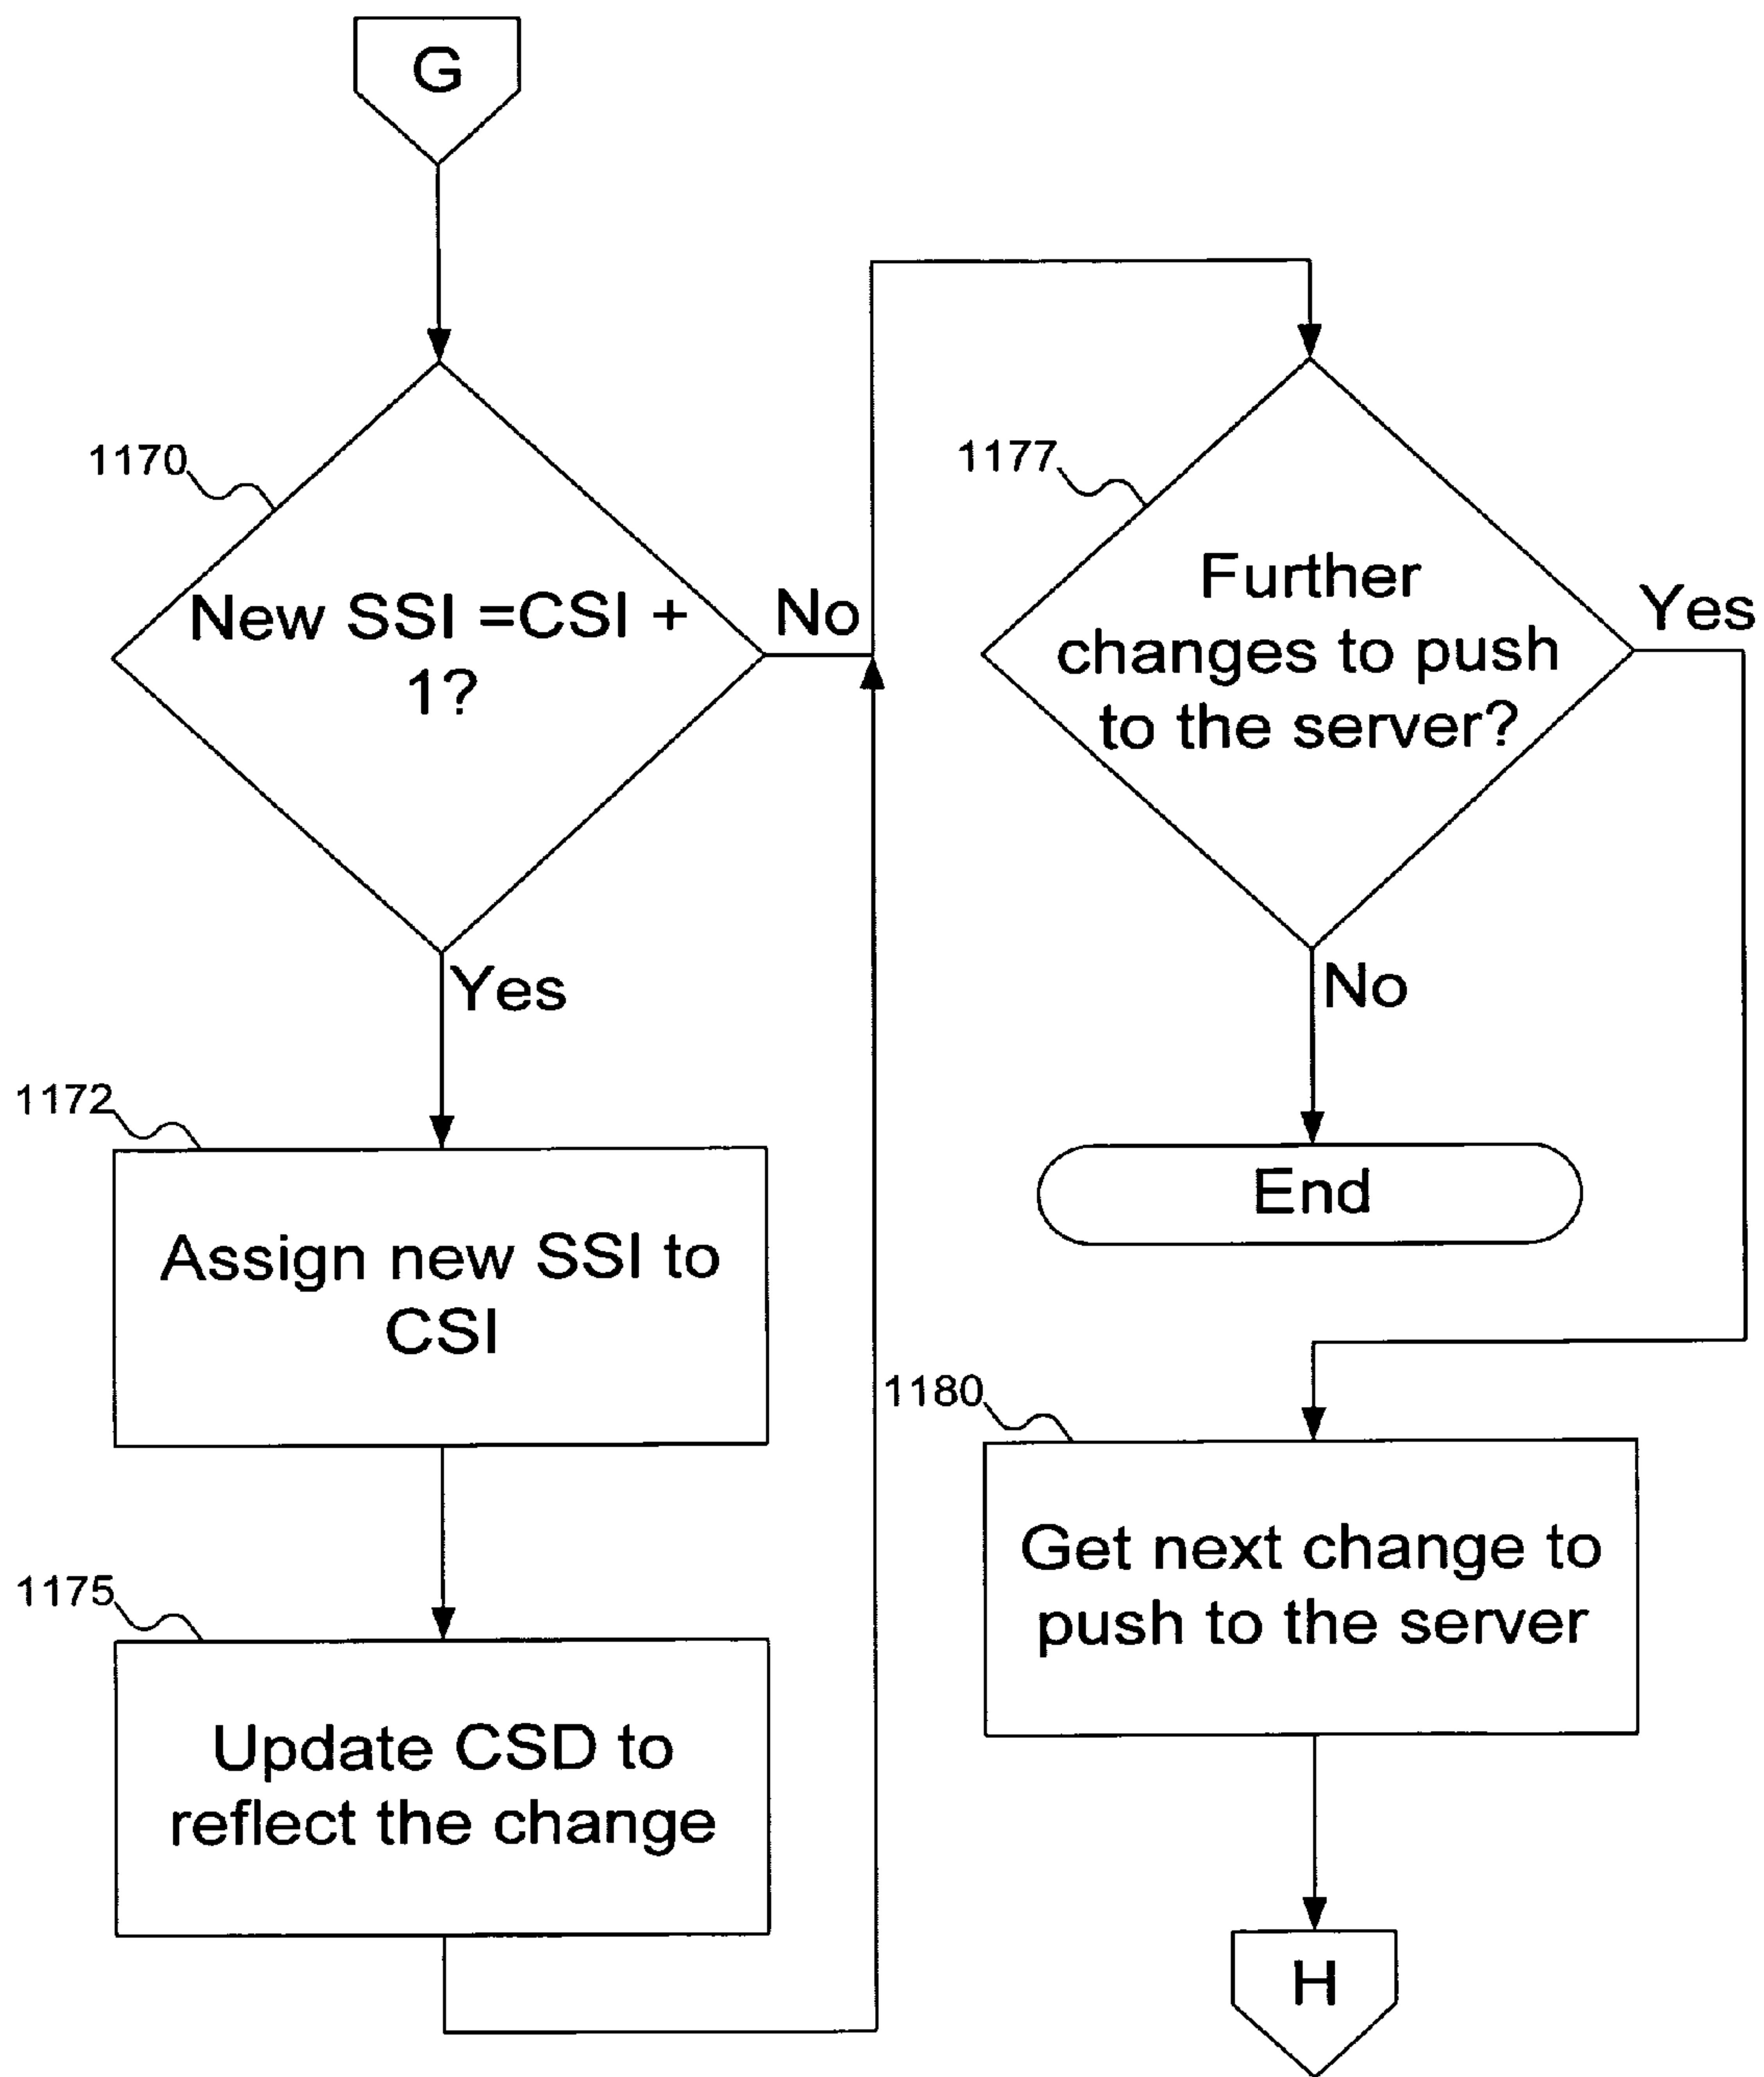 G
1170
New SSI =CSI +
1?
No
Yes
1172
Assign new SSI to
CSI
1175
Update CSD to
reflect the change
1177
Further
changes to push
to the server?
Yes
No
End
1180
Get next change to
push to the server
H